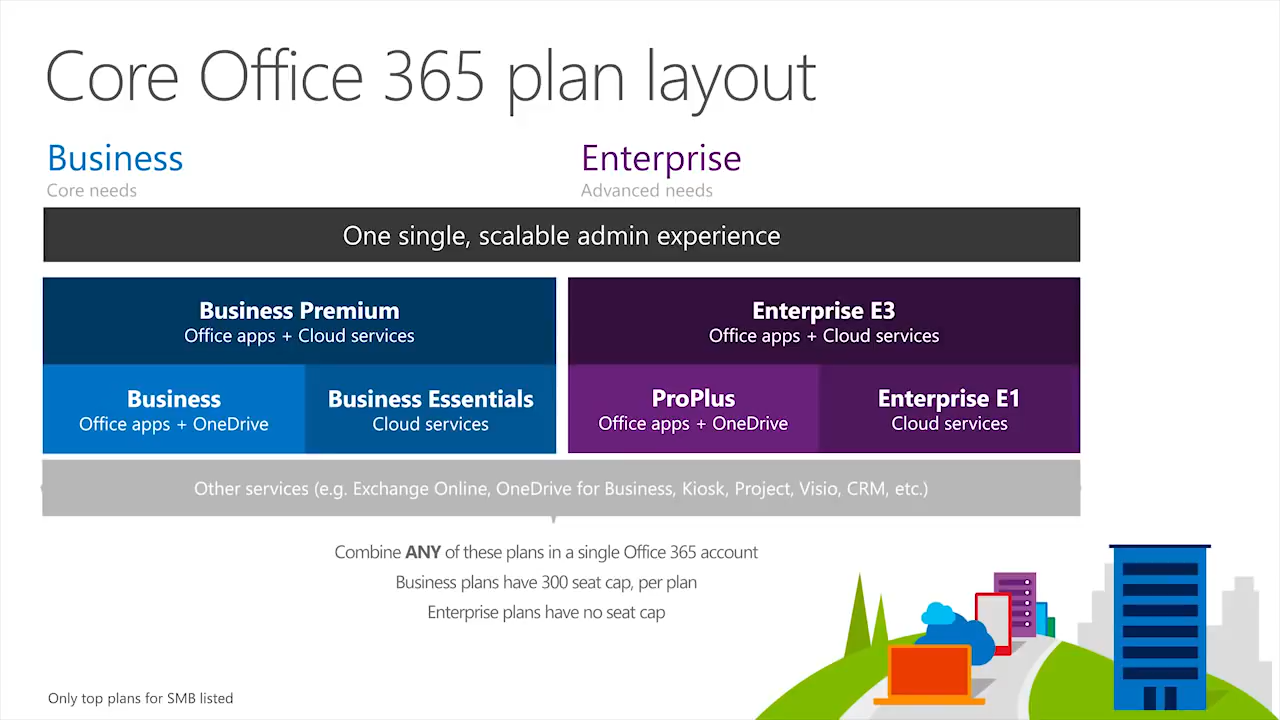 Core Office 365 plan layout
Business
Core needs
Enterprise
Advanced needs
One single, scalable admin experience
Business Premium
Office apps + Cloud services
Enterprise E3
Office apps + Cloud services
Business
Office apps + OneDrive
Business Essentials
Cloud services
ProPlus
Office apps + OneDrive
Enterprise E1
Cloud services
Other services (e.g. Exchange Online, OneDrive for Business, Kiosk, Project, Visio, CRM, etc.)
Combine ANY of these plans in a single Office 365 account
Business plans have 300 seat cap, per plan
Enterprise plans have no seat cap
Only top plans for SMB listed